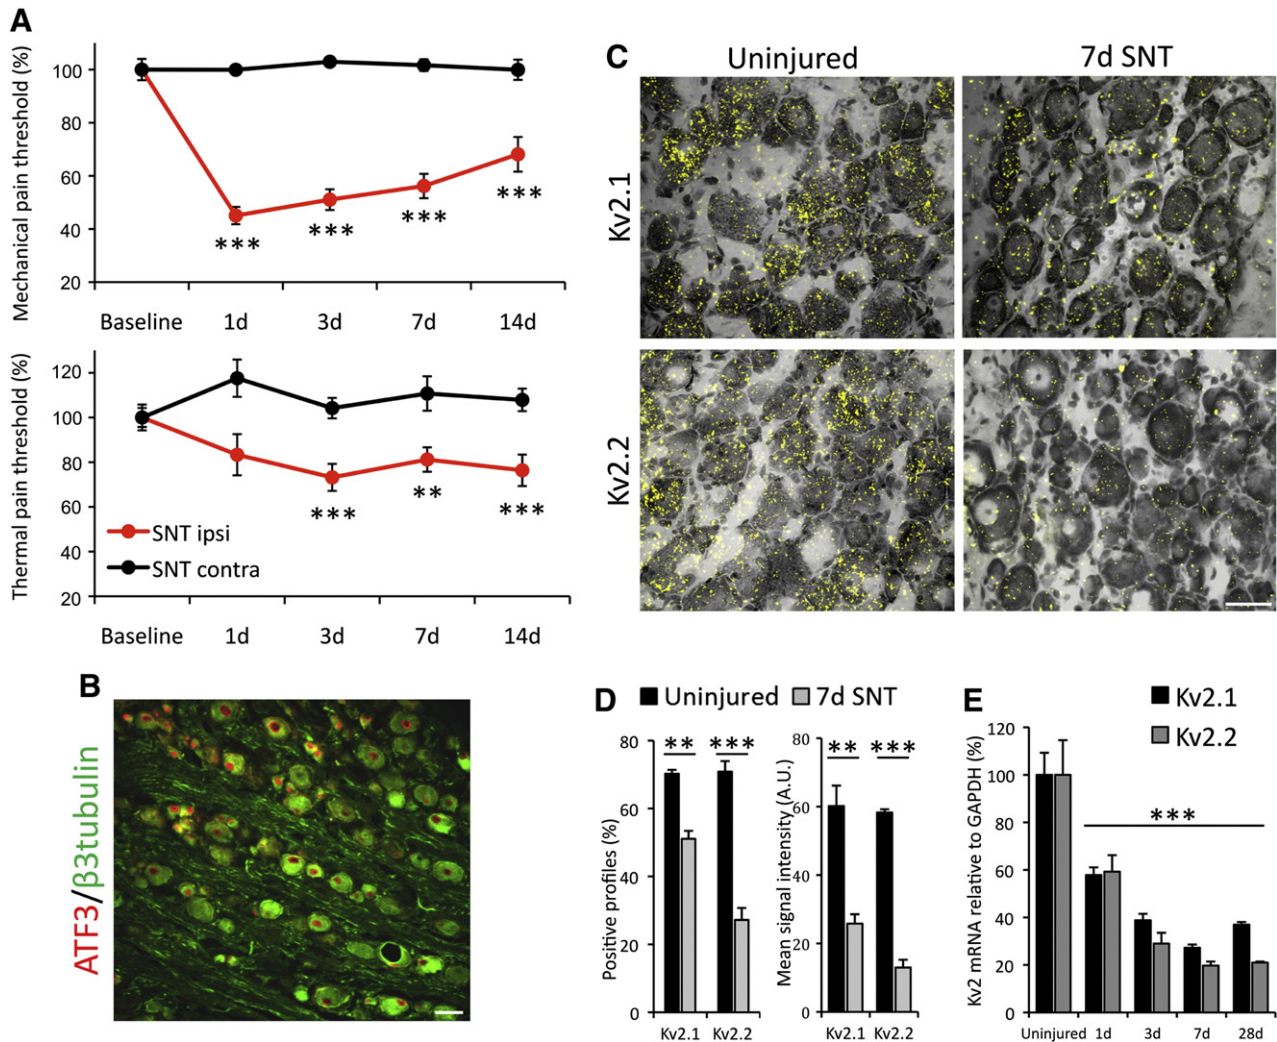 A
Mechanical pain threshold (%)
100
80
60
40
20
***
***
***
***
Baseline 1d 3d 7d 14d
Thermal pain threshold (%)
120
100
80
60
40
20
***
**
***
SNT ipsi
SNT contra
Baseline 1d 3d 7d 14d
B
ATF3/β3tubulin
C
Uninjured 7d SNT
Kv2.1
Kv2.2
D
Uninjured 7d SNT
Positive profiles (%)
80
60
40
20
0
** ***
Kv2.1 Kv2.2
Mean signal intensity (A.U.)
80
60
40
20
0
** ***
Kv2.1 Kv2.2
E
Kv2.1
Kv2.2
Kv2 mRNA relative to GAPDH (%)
120
100
80
60
40
20
0
***
Uninjured 1d 3d 7d 28d